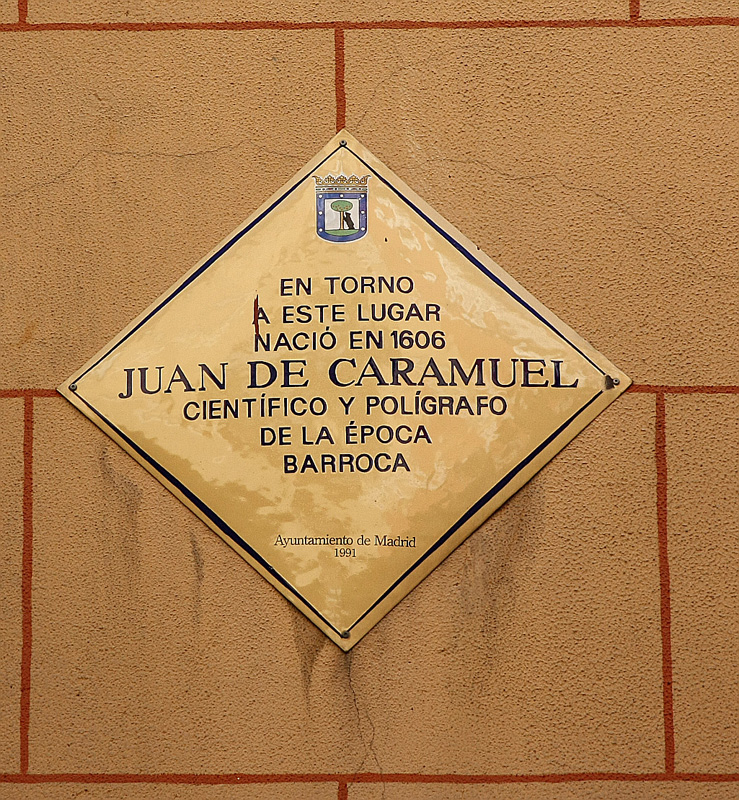 EN TORNO
A ESTE LUGAR
NACIÓ EN 1606
JUAN DE CARAMUEL
CIENTÍFICO Y POLÍGRAFO
DE LA ÉPOCA
BARROCA
Ayuntamiento de Madrid
1991